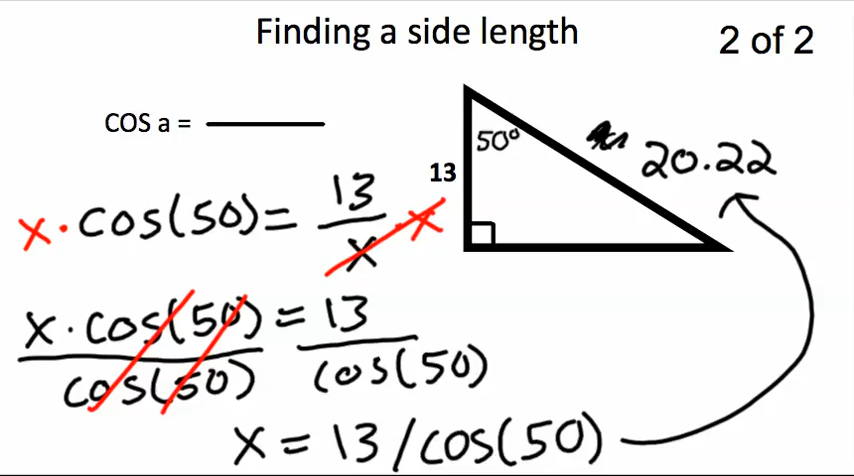 Finding a side length
2 of 2
COS a =
50°
13
20.22
x · cos(50) = 13 / x · x
x · cos(50) / cos(50) = 13 / cos(50)
x = 13 / cos(50)